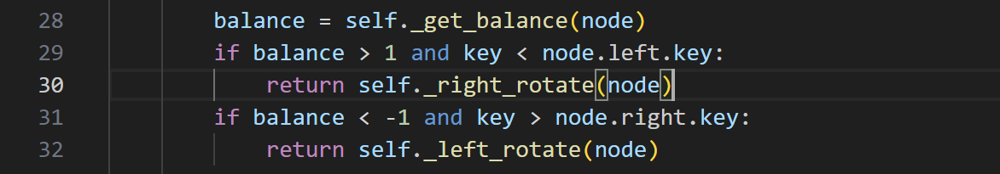 28 balance = self._get_balance(node)
29 if balance > 1 and key < node.left.key:
30 return self._right_rotate(node)
31 if balance < -1 and key > node.right.key:
32 return self._left_rotate(node)